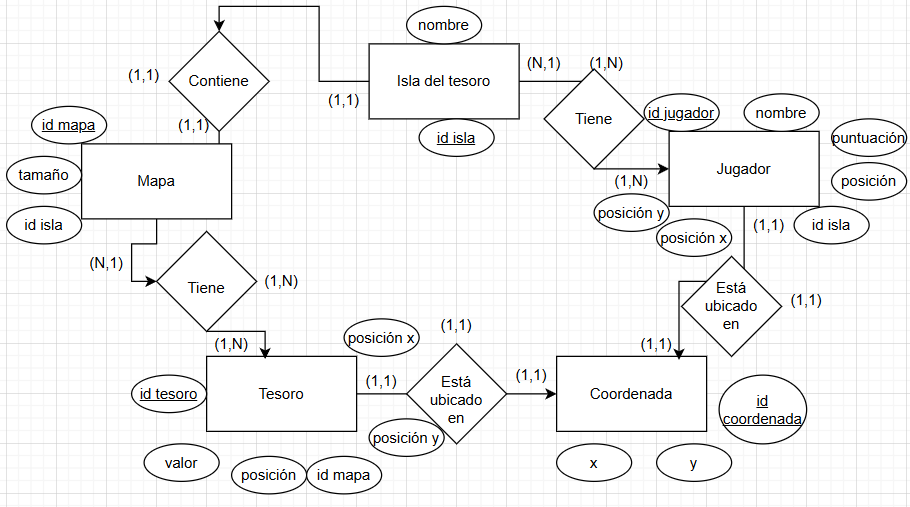 nombre
Contiene
(1,1)
Isla del tesoro
(N,1)
(1,N)
(1,1)
id mapa
(1,1)
id isla
Tiene
id jugador
nombre
puntuación
tamaño
Mapa
Jugador
posición
(1,N)
id isla
posición y
posición x
(1,1)
id isla
(N,1)
Tiene
(1,N)
Está
ubicado
en
(1,1)
(1,N)
posición x
(1,1)
(1,1)
id tesoro
Tesoro
(1,1)
Está
ubicado
en
(1,1)
Coordenada
id
coordenada
posición y
valor
posición
id mapa
x
y